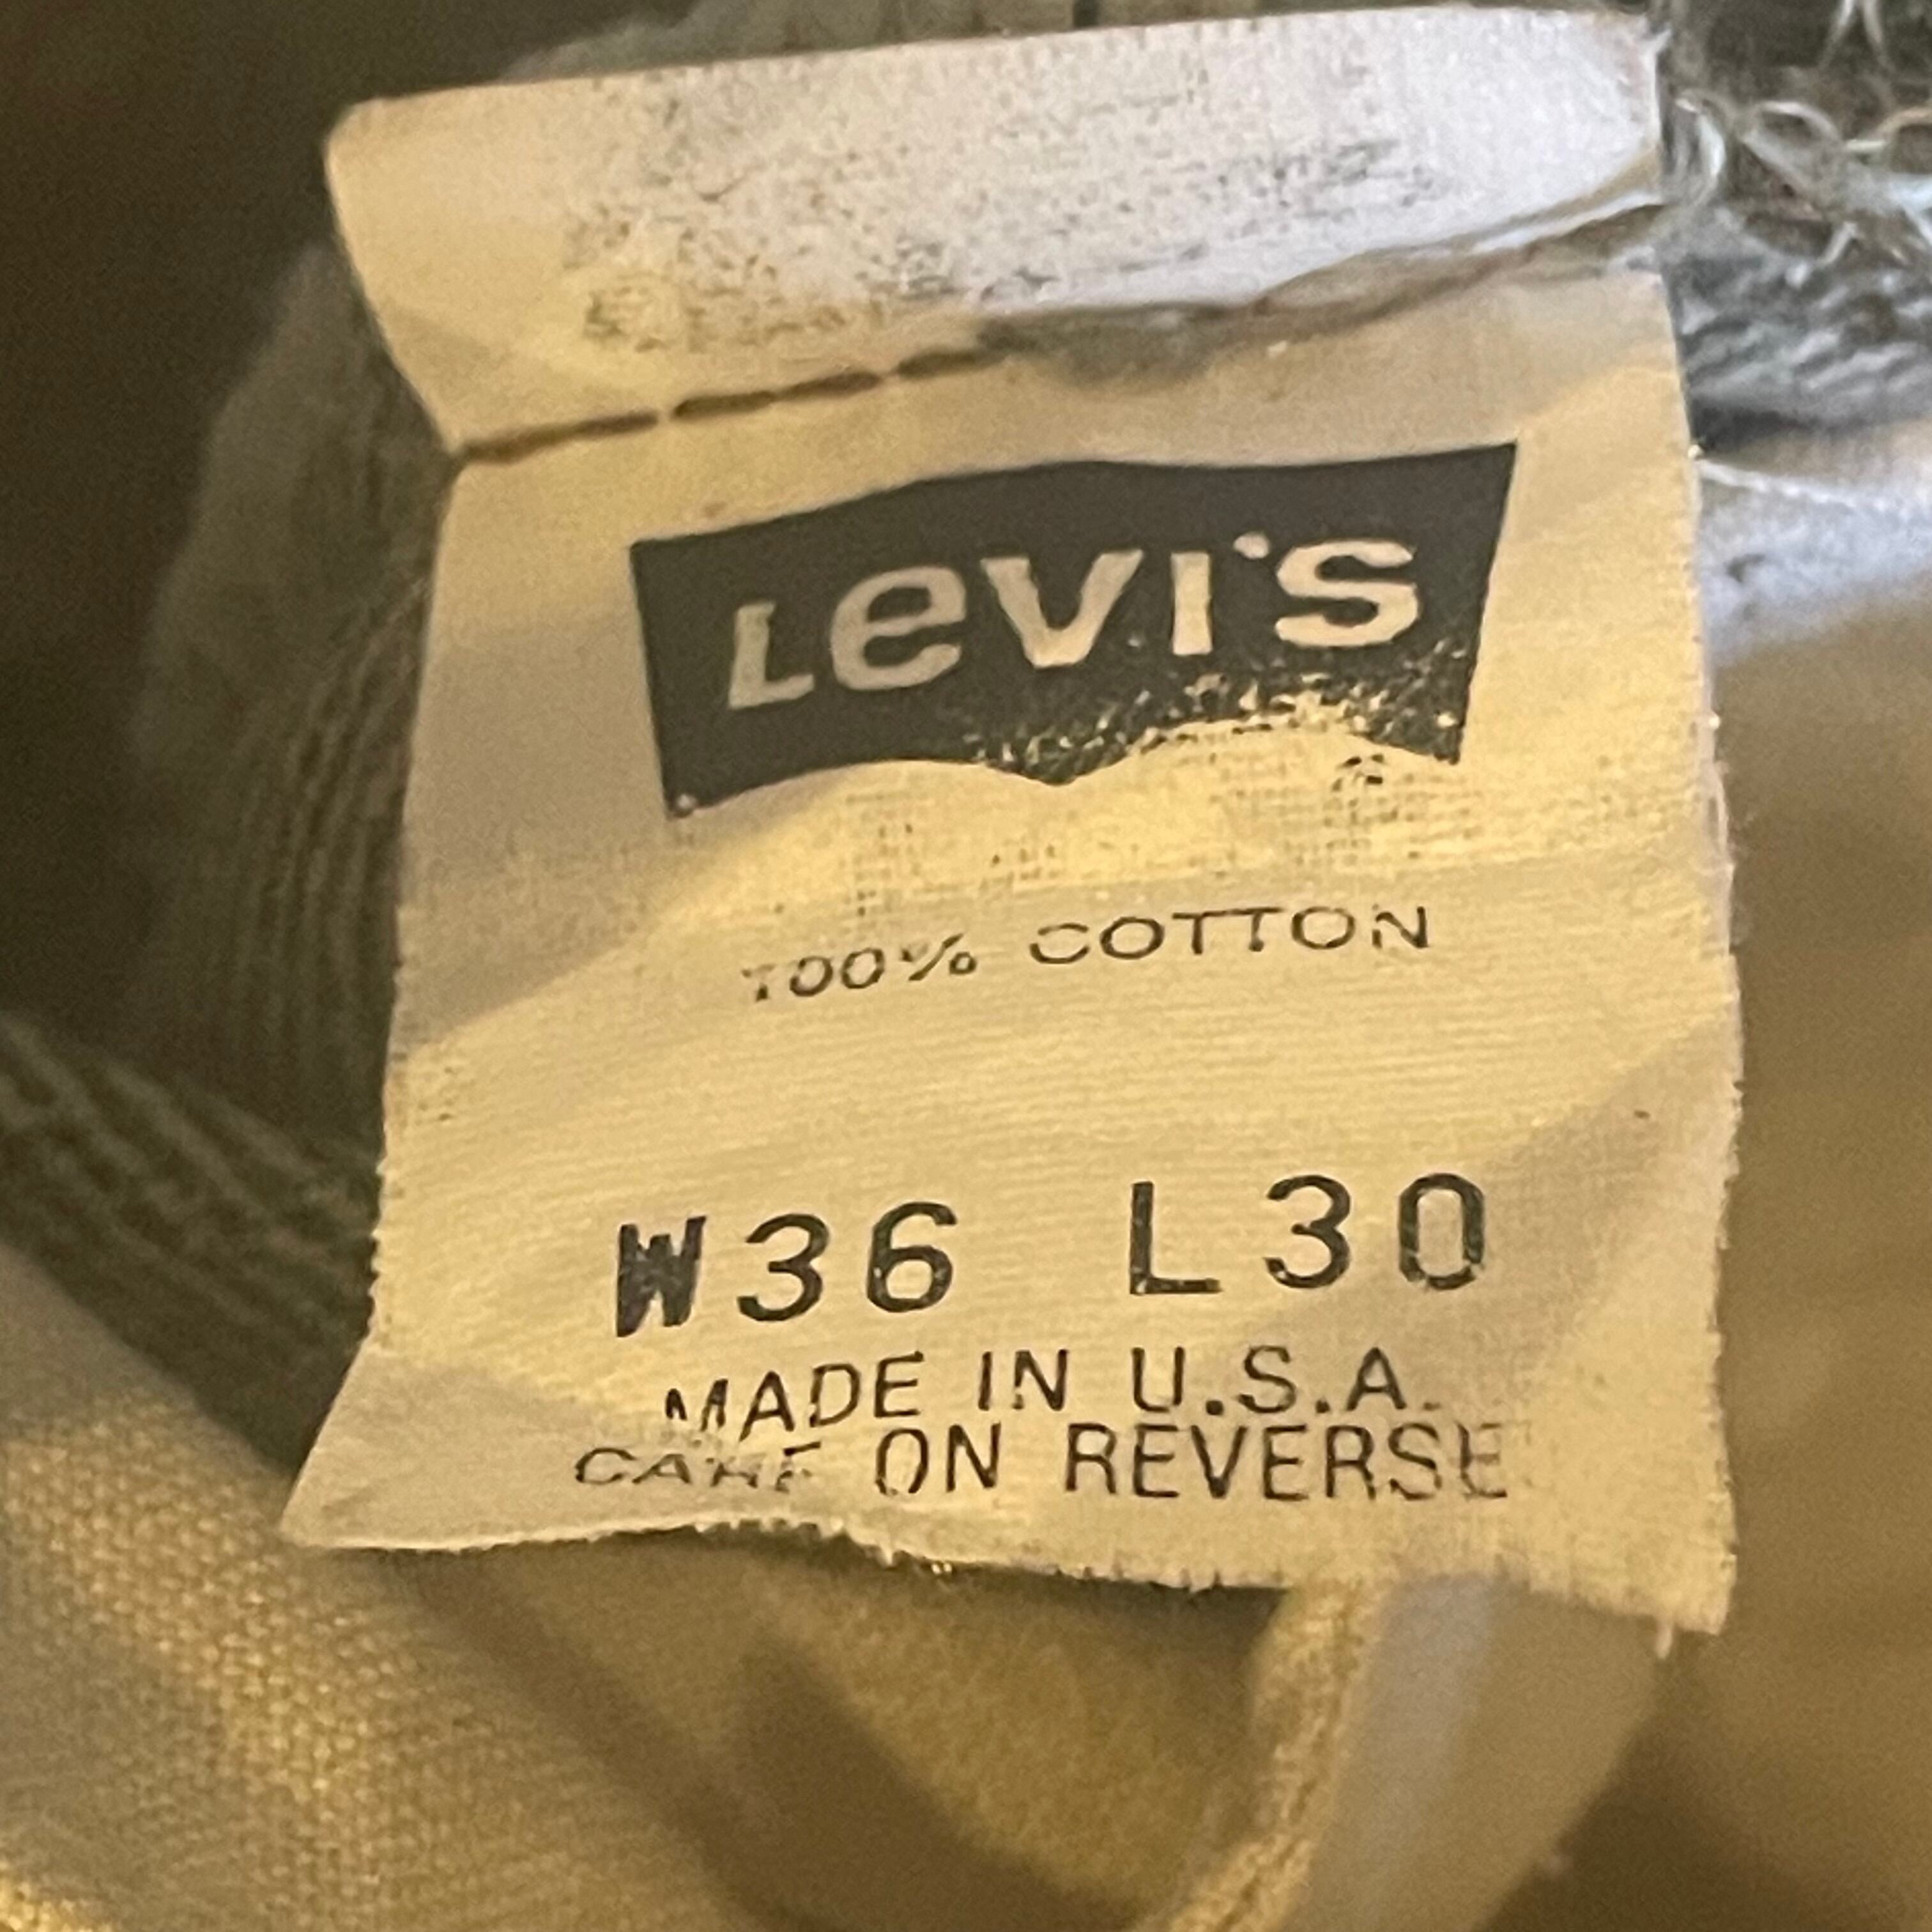 Levi's
100% COTTON
W36 L30
MADE IN U.S.A.
CARE ON REVERSE